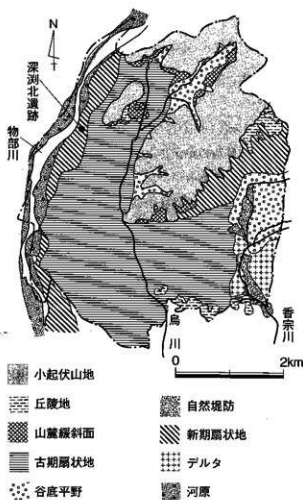 N
深渕北遺跡
物部川
烏川
香宗川
0 2km
小起伏山地
丘陵地
山麓緩斜面
古期扇状地
谷底平野
自然堤防
新期扇状地
デルタ
河原